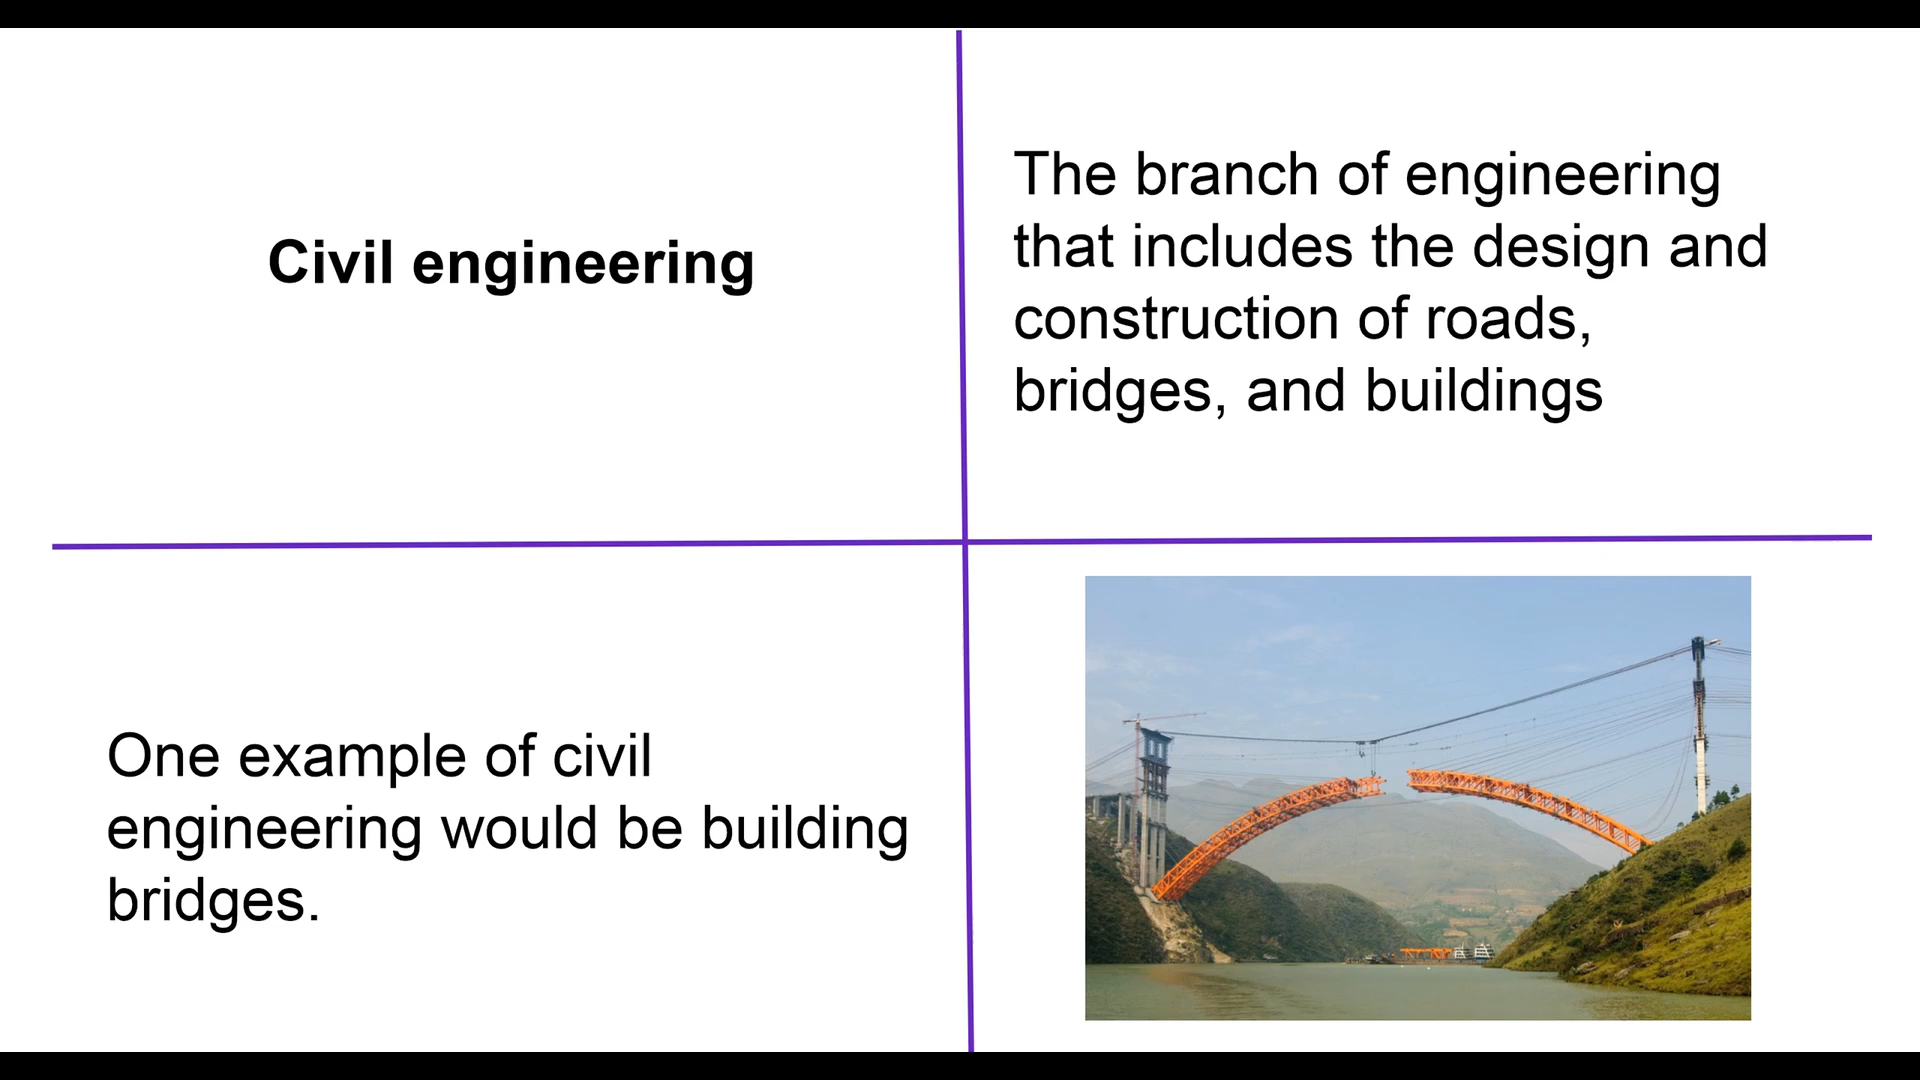 Civil engineering
The branch of engineering
that includes the design and
construction of roads,
bridges, and buildings
One example of civil
engineering would be building
bridges.